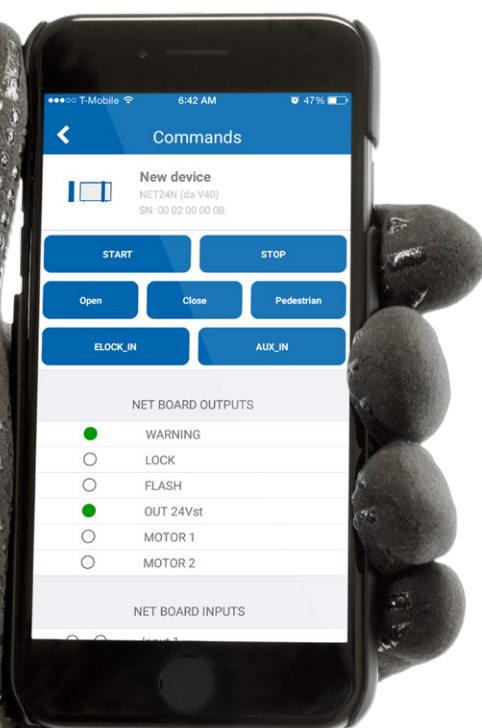 T-Mobile 6:42 AM 47%
Commands
New device
NET24N (da V40)
SN: 00 02 00 00 0B
START STOP
Open Close Pedestrian
ELOCK_IN AUX_IN
NET BOARD OUTPUTS
WARNING
LOCK
FLASH
OUT 24Vst
MOTOR 1
MOTOR 2
NET BOARD INPUTS
Input 1